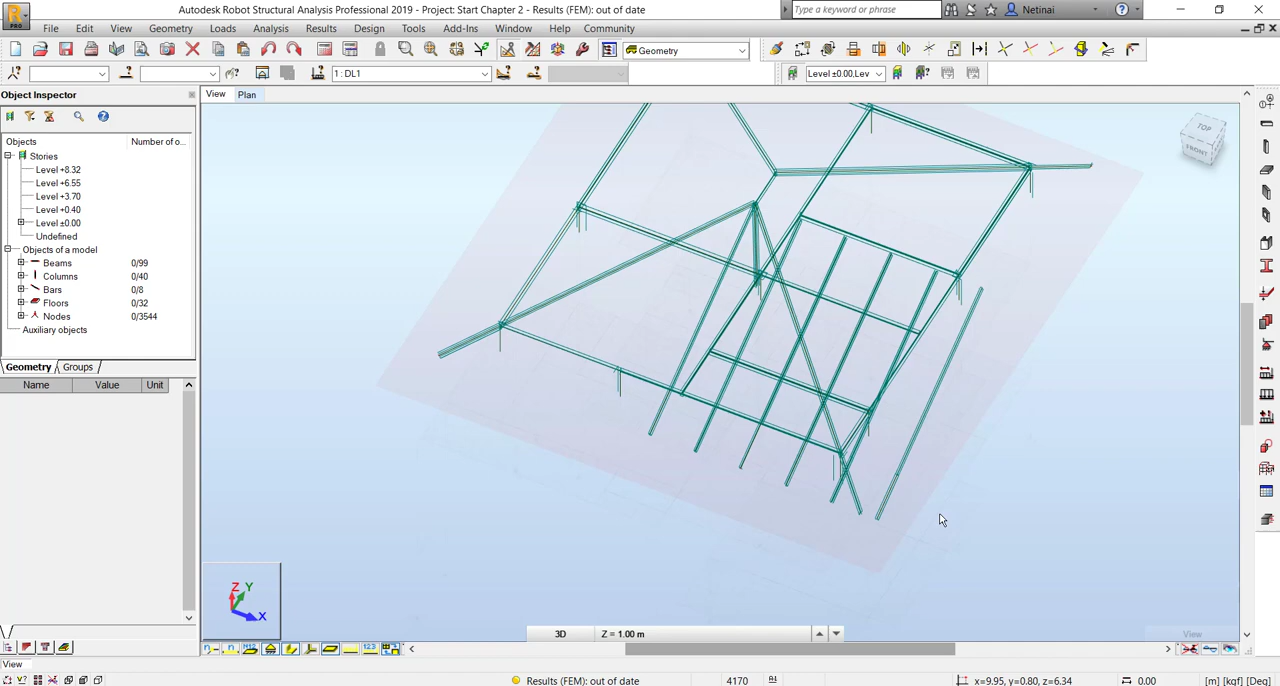 Autodesk Robot Structural Analysis Professional 2019 - Project: Start Chapter 2 - Results (FEM): out of date
Type a keyword or phrase
Netinai
PRO
File Edit View Geometry Loads Analysis Results Design Tools Add-Ins Window Help Community
Geometry
1 : DL1
Level ±0.00,Lev
Object Inspector
View Plan
Objects Number of o...
Stories
Level +8.32
Level +6.55
Level +3.70
Level +0.40
Level ±0.00
Undefined
Objects of a model
Beams 0/99
Columns 0/40
Bars 0/8
Floors 0/32
Nodes 0/3544
Auxiliary objects
Geometry Groups
Name Value Unit
TOP
FRONT
Z Y
X
3D Z = 1.00 m
View
View
Results (FEM): out of date 4170 x=9.95, y=0.80, z=6.34 0.00 [m] [kgf] [Deg]